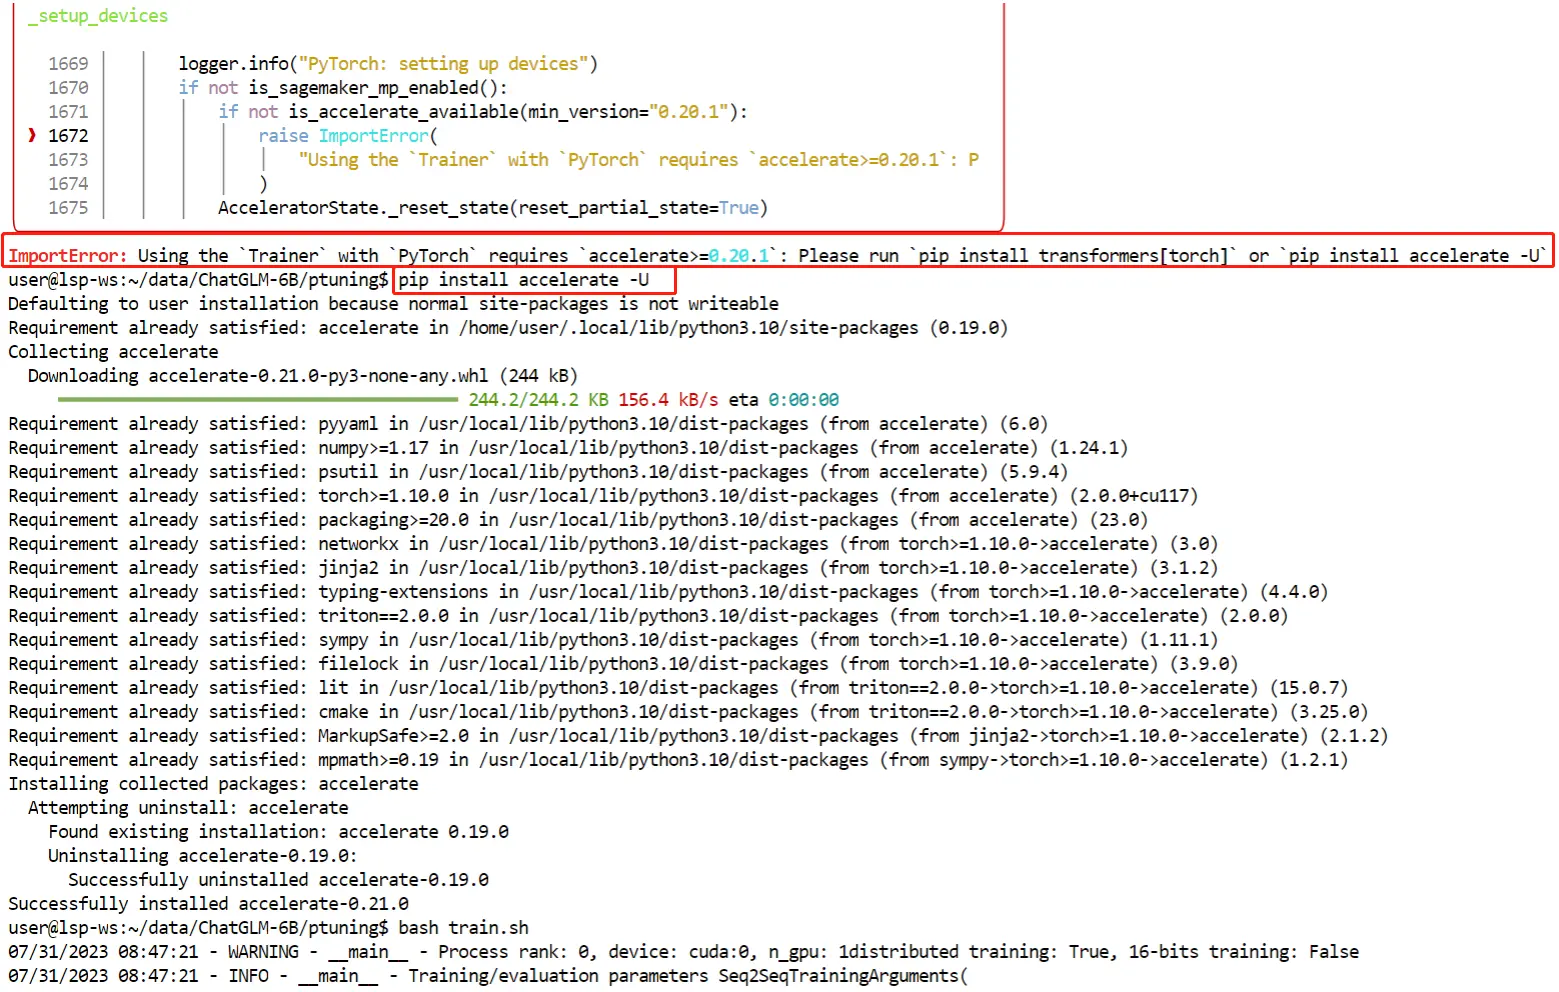 _setup_devices
1669 logger.info("PyTorch: setting up devices")
1670 if not is_sagemaker_mp_enabled():
1671 if not is_accelerate_available(min_version="0.20.1"):
❱ 1672 raise ImportError(
1673 "Using the `Trainer` with `PyTorch` requires `accelerate>=0.20.1`: P
1674 )
1675 AcceleratorState._reset_state(reset_partial_state=True)
ImportError: Using the `Trainer` with `PyTorch` requires `accelerate>=0.20.1`: Please run `pip install transformers[torch]` or `pip install accelerate -U`
user@lsp-ws:~/data/ChatGLM-6B/ptuning$ pip install accelerate -U
Defaulting to user installation because normal site-packages is not writeable
Requirement already satisfied: accelerate in /home/user/.local/lib/python3.10/site-packages (0.19.0)
Collecting accelerate
Downloading accelerate-0.21.0-py3-none-any.whl (244 kB)
244.2/244.2 KB 156.4 kB/s eta 0:00:00
Requirement already satisfied: pyyaml in /usr/local/lib/python3.10/dist-packages (from accelerate) (6.0)
Requirement already satisfied: numpy>=1.17 in /usr/local/lib/python3.10/dist-packages (from accelerate) (1.24.1)
Requirement already satisfied: psutil in /usr/local/lib/python3.10/dist-packages (from accelerate) (5.9.4)
Requirement already satisfied: torch>=1.10.0 in /usr/local/lib/python3.10/dist-packages (from accelerate) (2.0.0+cu117)
Requirement already satisfied: packaging>=20.0 in /usr/local/lib/python3.10/dist-packages (from accelerate) (23.0)
Requirement already satisfied: networkx in /usr/local/lib/python3.10/dist-packages (from torch>=1.10.0->accelerate) (3.0)
Requirement already satisfied: jinja2 in /usr/local/lib/python3.10/dist-packages (from torch>=1.10.0->accelerate) (3.1.2)
Requirement already satisfied: typing-extensions in /usr/local/lib/python3.10/dist-packages (from torch>=1.10.0->accelerate) (4.4.0)
Requirement already satisfied: triton==2.0.0 in /usr/local/lib/python3.10/dist-packages (from torch>=1.10.0->accelerate) (2.0.0)
Requirement already satisfied: sympy in /usr/local/lib/python3.10/dist-packages (from torch>=1.10.0->accelerate) (1.11.1)
Requirement already satisfied: filelock in /usr/local/lib/python3.10/dist-packages (from torch>=1.10.0->accelerate) (3.9.0)
Requirement already satisfied: lit in /usr/local/lib/python3.10/dist-packages (from triton==2.0.0->torch>=1.10.0->accelerate) (15.0.7)
Requirement already satisfied: cmake in /usr/local/lib/python3.10/dist-packages (from triton==2.0.0->torch>=1.10.0->accelerate) (3.25.0)
Requirement already satisfied: MarkupSafe>=2.0 in /usr/local/lib/python3.10/dist-packages (from jinja2->torch>=1.10.0->accelerate) (2.1.2)
Requirement already satisfied: mpmath>=0.19 in /usr/local/lib/python3.10/dist-packages (from sympy->torch>=1.10.0->accelerate) (1.2.1)
Installing collected packages: accelerate
Attempting uninstall: accelerate
Found existing installation: accelerate 0.19.0
Uninstalling accelerate-0.19.0:
Successfully uninstalled accelerate-0.19.0
Successfully installed accelerate-0.21.0
user@lsp-ws:~/data/ChatGLM-6B/ptuning$ bash train.sh
07/31/2023 08:47:21 - WARNING - __main__ - Process rank: 0, device: cuda:0, n_gpu: 1distributed training: True, 16-bits training: False
07/31/2023 08:47:21 - INFO - __main__ - Training/evaluation parameters Seq2SeqTrainingArguments(